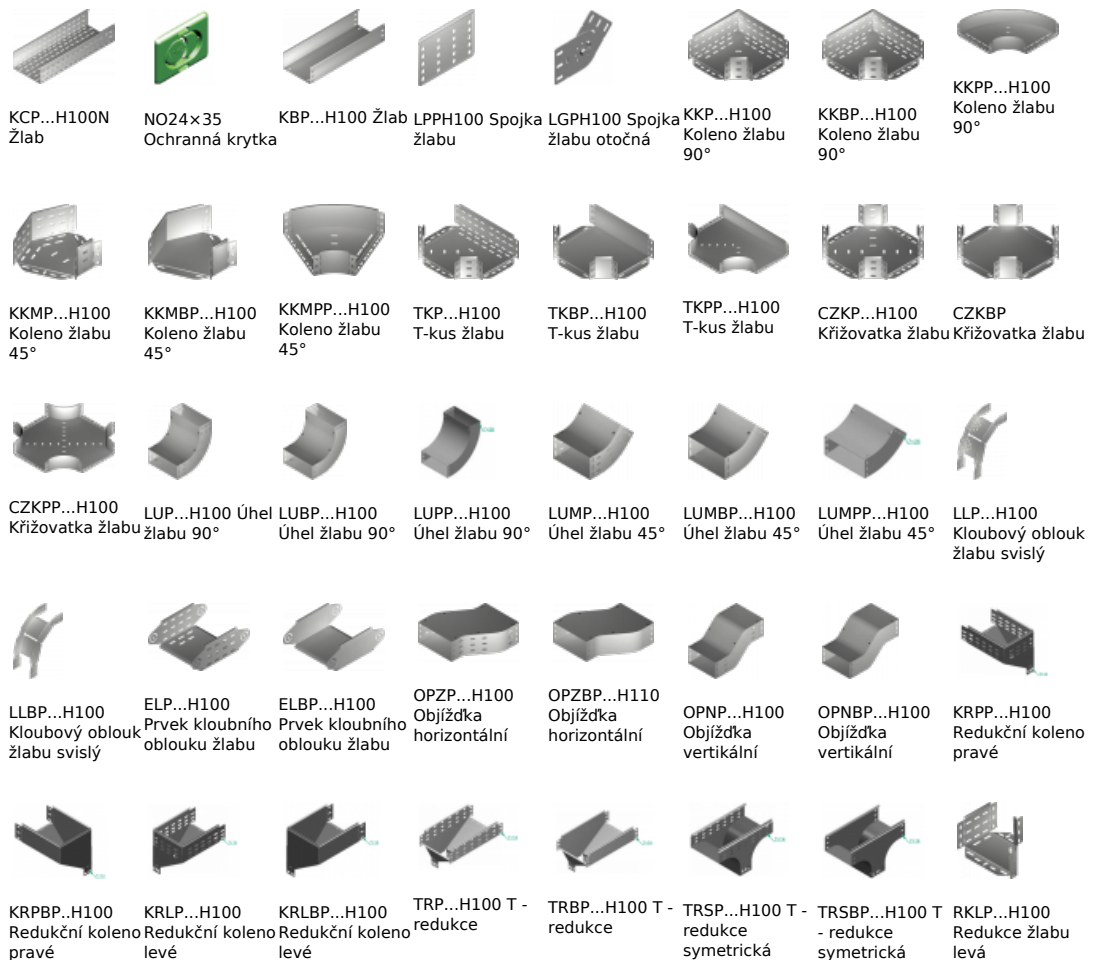 KCP...H100N
Žlab
NO24×35
Ochranná krytka
KBP...H100 Žlab
LPPH100 Spojka
žlabu
LGPH100 Spojka
žlabu otočná
KKP...H100
Koleno žlabu
90°
KKBP...H100
Koleno žlabu
90°
KKPP...H100
Koleno žlabu
90°
KKMP...H100
Koleno žlabu
45°
KKMBP...H100
Koleno žlabu
45°
KKMPP...H100
Koleno žlabu
45°
TKP...H100
T-kus žlabu
TKBP...H100
T-kus žlabu
TKPP...H100
T-kus žlabu
CZKP...H100
Křižovatka žlabu
CZKBP
Křižovatka žlabu
CZKPP...H100
Křižovatka žlabu
LUP...H100 Úhel
žlabu 90°
LUBP...H100
Úhel žlabu 90°
LUPP...H100
Úhel žlabu 90°
LUMP...H100
Úhel žlabu 45°
LUMBP...H100
Úhel žlabu 45°
LUMPP...H100
Úhel žlabu 45°
LLP...H100
Kloubový oblouk
žlabu svislý
LLBP...H100
Kloubový oblouk
žlabu svislý
ELP...H100
Prvek kloubního
oblouku žlabu
ELBP...H100
Prvek kloubního
oblouku žlabu
OPZP...H100
Objížďka
horizontální
OPZBP...H110
Objížďka
horizontální
OPNP...H100
Objížďka
vertikální
OPNBP...H100
Objížďka
vertikální
KRPP...H100
Redukční koleno
pravé
KRPBP..H100
Redukční koleno
pravé
KRLP...H100
Redukční koleno
levé
KRLBP...H100
Redukční koleno
levé
TRP...H100 T -
redukce
TRBP...H100 T -
redukce
TRSP...H100 T -
redukce
symetrická
TRSBP...H100 T
- redukce
symetrická
RKLP...H100
Redukce žlabu
levá